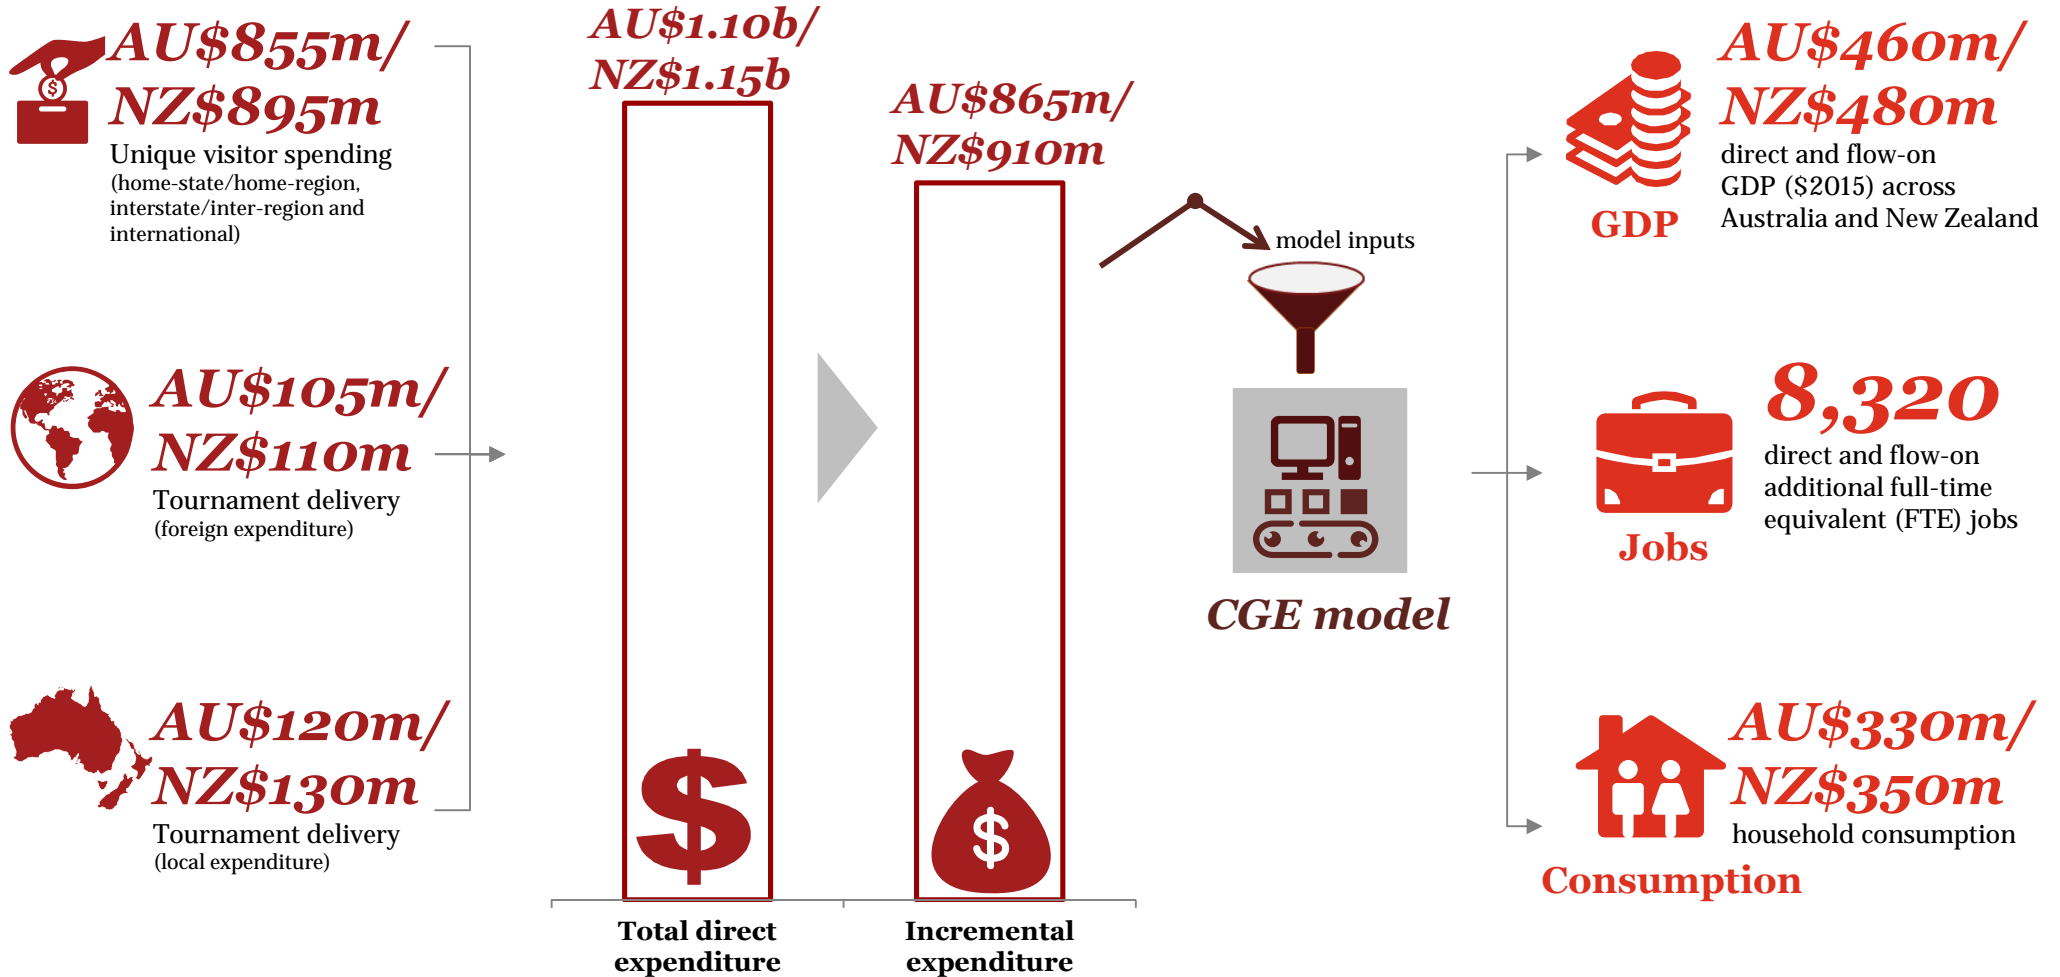 AU$855m/
NZ$895m
Unique visitor spending
(home-state/home-region,
interstate/inter-region and
international)
AU$105m/
NZ$110m
Tournament delivery
(foreign expenditure)
AU$120m/
NZ$130m
Tournament delivery
(local expenditure)
AU$1.10b/
NZ$1.15b
$
Total direct
expenditure
AU$865m/
NZ$910m
$
Incremental
expenditure
model inputs
CGE model
AU$460m/
NZ$480m
direct and flow-on
GDP ($2015) across
Australia and New Zealand
GDP
8,320
direct and flow-on
additional full-time
equivalent (FTE) jobs
Jobs
AU$330m/
NZ$350m
household consumption
Consumption